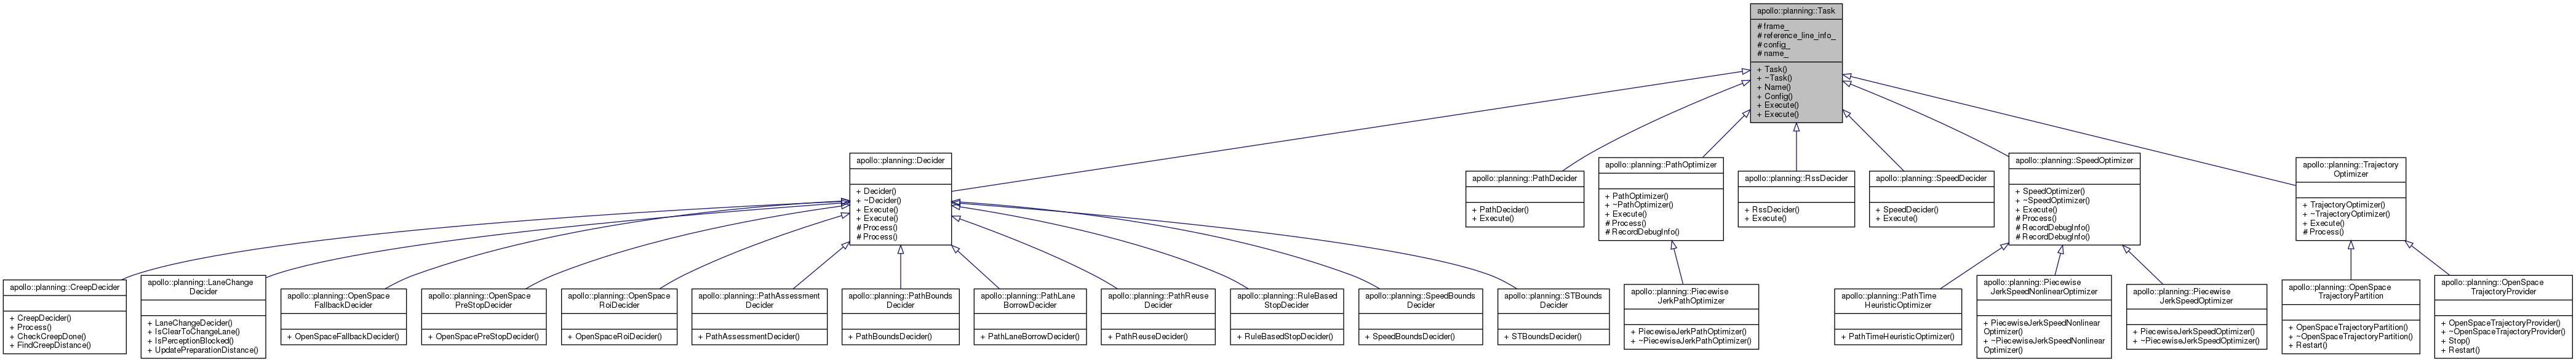 apollo::planning::Task
# frame_
# reference_line_info_
# config_
# name_
+ Task()
+ ~Task()
+ Name()
+ Config()
+ Execute()
+ Execute()
apollo::planning::Decider
+ Decider()
+ ~Decider()
+ Execute()
+ Execute()
# Process()
# Process()
apollo::planning::PathDecider
+ PathDecider()
+ Execute()
apollo::planning::PathOptimizer
+ PathOptimizer()
+ ~PathOptimizer()
+ Execute()
# Process()
# RecordDebugInfo()
apollo::planning::RssDecider
+ RssDecider()
+ Execute()
apollo::planning::SpeedDecider
+ SpeedDecider()
+ Execute()
apollo::planning::SpeedOptimizer
+ SpeedOptimizer()
+ ~SpeedOptimizer()
+ Execute()
# Process()
# RecordDebugInfo()
# RecordDebugInfo()
apollo::planning::Trajectory
Optimizer
+ TrajectoryOptimizer()
+ ~TrajectoryOptimizer()
+ Execute()
# Process()
apollo::planning::CreepDecider
+ CreepDecider()
+ Process()
+ CheckCreepDone()
+ FindCreepDistance()
apollo::planning::LaneChange
Decider
+ LaneChangeDecider()
+ IsClearToChangeLane()
+ IsPerceptionBlocked()
+ UpdatePreparationDistance()
apollo::planning::OpenSpace
FallbackDecider
+ OpenSpaceFallbackDecider()
apollo::planning::OpenSpace
PreStopDecider
+ OpenSpacePreStopDecider()
apollo::planning::OpenSpace
RoiDecider
+ OpenSpaceRoiDecider()
apollo::planning::PathAssessment
Decider
+ PathAssessmentDecider()
apollo::planning::PathBounds
Decider
+ PathBoundsDecider()
apollo::planning::PathLane
BorrowDecider
+ PathLaneBorrowDecider()
apollo::planning::PathReuse
Decider
+ PathReuseDecider()
apollo::planning::RuleBased
StopDecider
+ RuleBasedStopDecider()
apollo::planning::SpeedBounds
Decider
+ SpeedBoundsDecider()
apollo::planning::STBounds
Decider
+ STBoundsDecider()
apollo::planning::Piecewise
JerkPathOptimizer
+ PiecewiseJerkPathOptimizer()
+ ~PiecewiseJerkPathOptimizer()
apollo::planning::PathTime
HeuristicOptimizer
+ PathTimeHeuristicOptimizer()
apollo::planning::Piecewise
JerkSpeedNonlinearOptimizer
+ PiecewiseJerkSpeedNonlinear
Optimizer()
+ ~PiecewiseJerkSpeedNonlinear
Optimizer()
apollo::planning::Piecewise
JerkSpeedOptimizer
+ PiecewiseJerkSpeedOptimizer()
+ ~PiecewiseJerkSpeedOptimizer()
apollo::planning::OpenSpace
TrajectoryPartition
+ OpenSpaceTrajectoryPartition()
+ ~OpenSpaceTrajectoryPartition()
+ Restart()
apollo::planning::OpenSpace
TrajectoryProvider
+ OpenSpaceTrajectoryProvider()
+ ~OpenSpaceTrajectoryProvider()
+ Stop()
+ Restart()